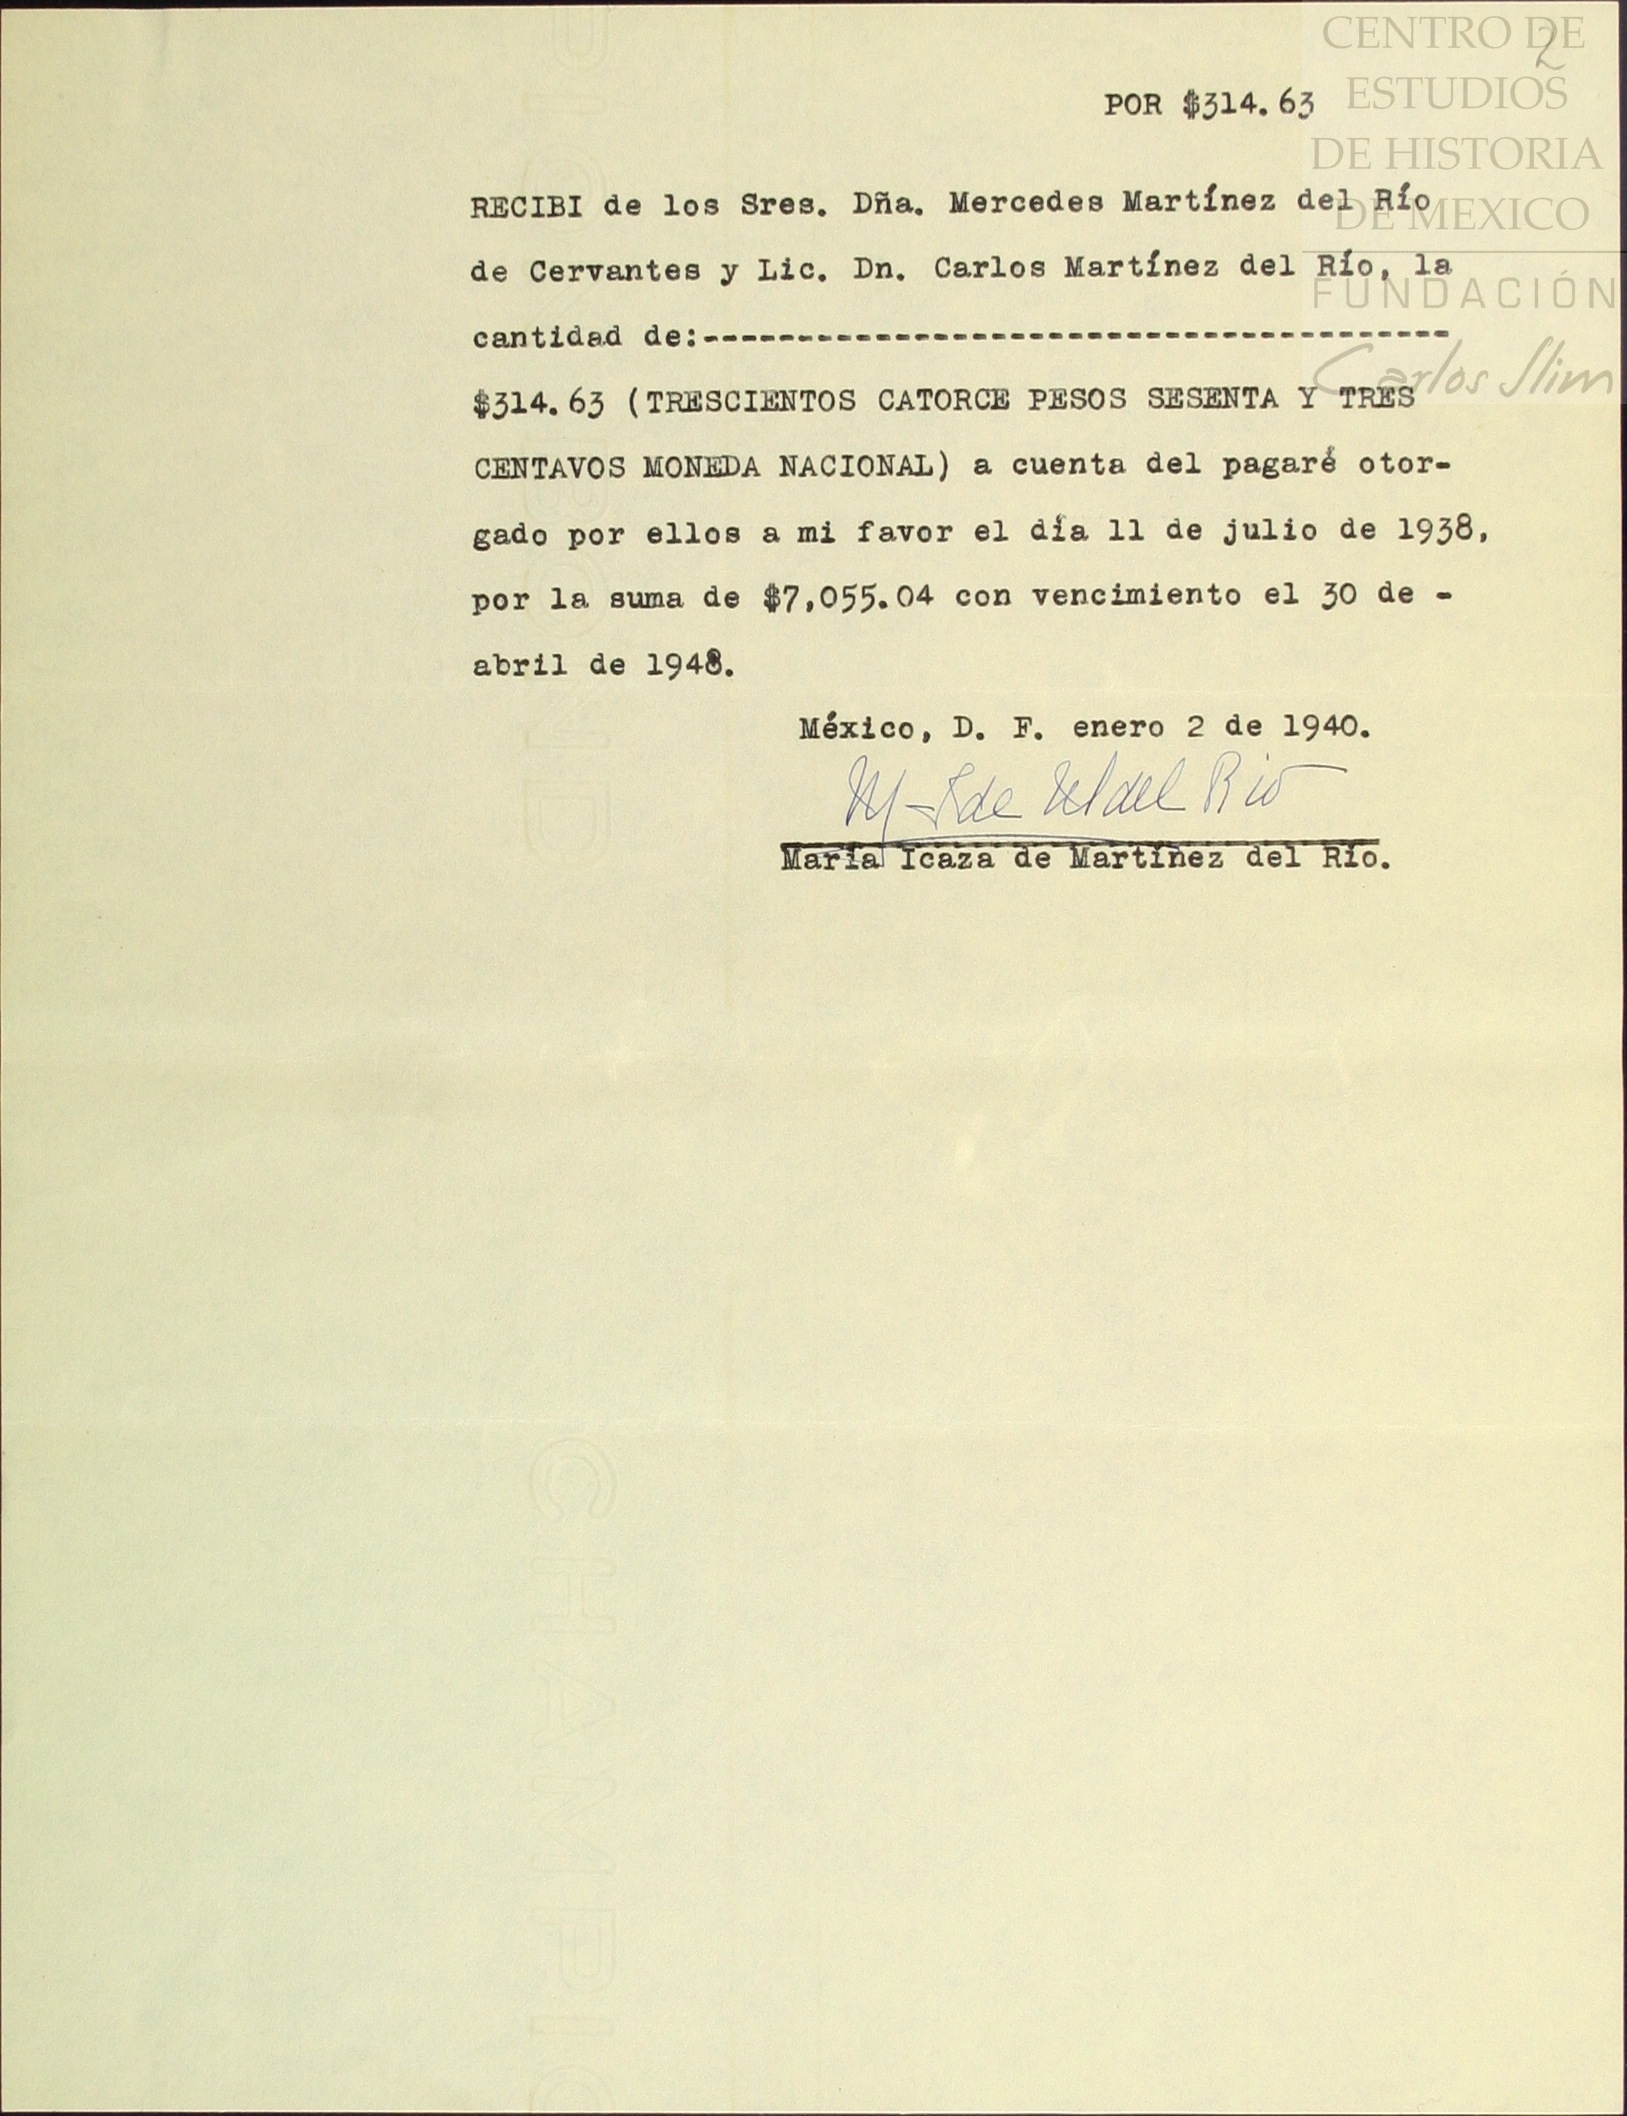 CENTRO DE
ESTUDIOS
DE HISTORIA
DE MEXICO
FUNDACIÓN
Carlos Slim
2
POR $314.63
RECIBI de los Sres. Dña. Mercedes Martínez del Río
de Cervantes y Lic. Dn. Carlos Martínez del Río, la
cantidad de:---------------------------------------
$314.63 (TRESCIENTOS CATORCE PESOS SESENTA Y TRES
CENTAVOS MONEDA NACIONAL) a cuenta del pagaré otor-
gado por ellos a mi favor el día 11 de julio de 1938,
por la suma de $7,055.04 con vencimiento el 30 de -
abril de 1948.
México, D. F. enero 2 de 1940.
M de del Rio
María Icaza de Martínez del Río.
CHAMPIO